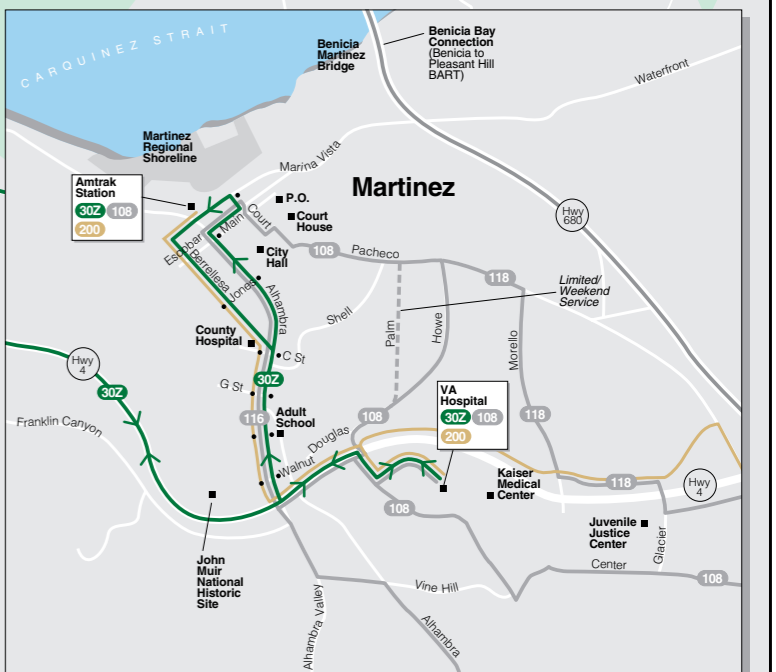 CARQUINEZ STRAIT
Benicia
Martinez
Bridge
Benicia Bay
Connection
(Benicia to
Pleasant Hill
BART)
Waterfront
Martinez
Regional
Shoreline
Marina Vista
Martinez
Amtrak
Station
30Z 108
200
P.O.
Court
House
Court
Main
Escobar
City
Hall
108
Pacheco
118
Hwy
680
Berrellesa
Jones
Alhambra
Limited/
Weekend
Service
Shell
Palm
Howe
Morello
County
Hospital
C St
Hwy
4
30Z
G St
30Z
VA
Hospital
30Z 108
200
116
Adult
School
Douglas
108
118
Franklin Canyon
Walnut
Kaiser
Medical
Center
118
Hwy
4
108
Juvenile
Justice
Center
Glacier
John
Muir
National
Historic
Site
Center
108
Vine Hill
Alhambra Valley
Alhambra